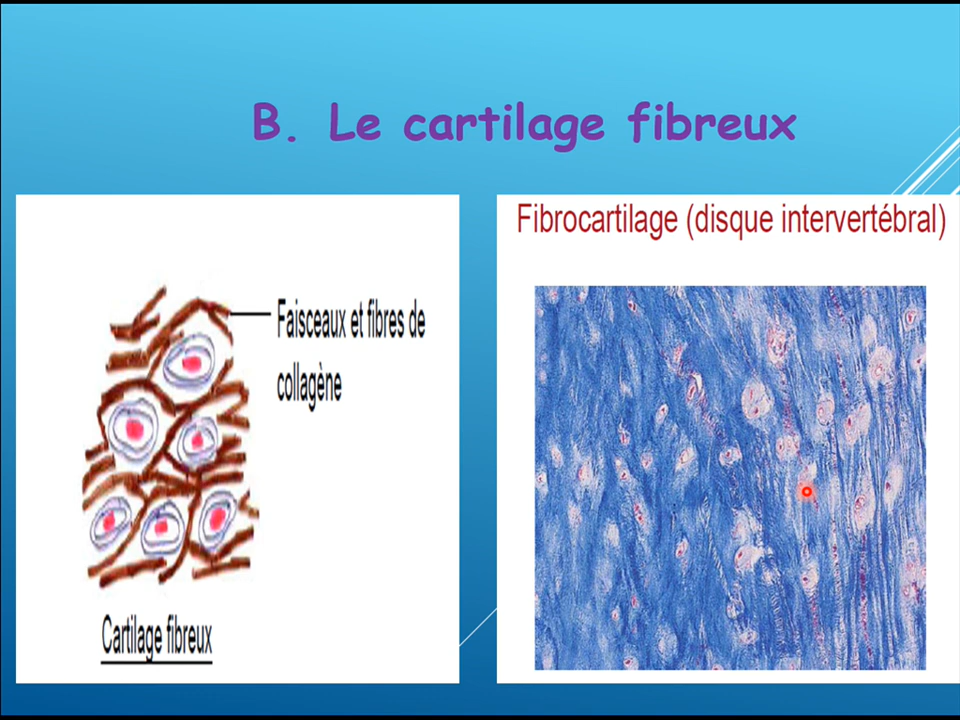 B. Le cartilage fibreux
Faisceaux et fibres de
collagène
Cartilage fibreux
Fibrocartilage (disque intervertébral)